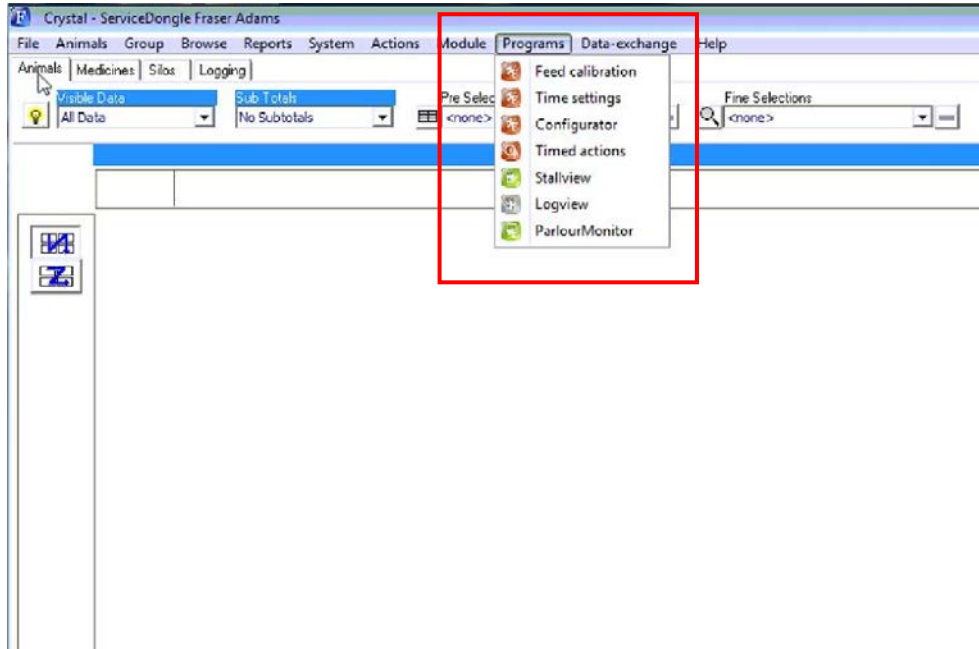 Crystal - ServiceDongle Fraser Adams
File Animals Group Browse Reports System Actions Module Programs Data-exchange Help
Animals Medicines Silos Logging
Visible Data Sub Totals Pre Selec Fine Selections
All Data No Subtotals <none> <none>
Feed calibration
Time settings
Configurator
Timed actions
Stallview
Logview
ParlourMonitor